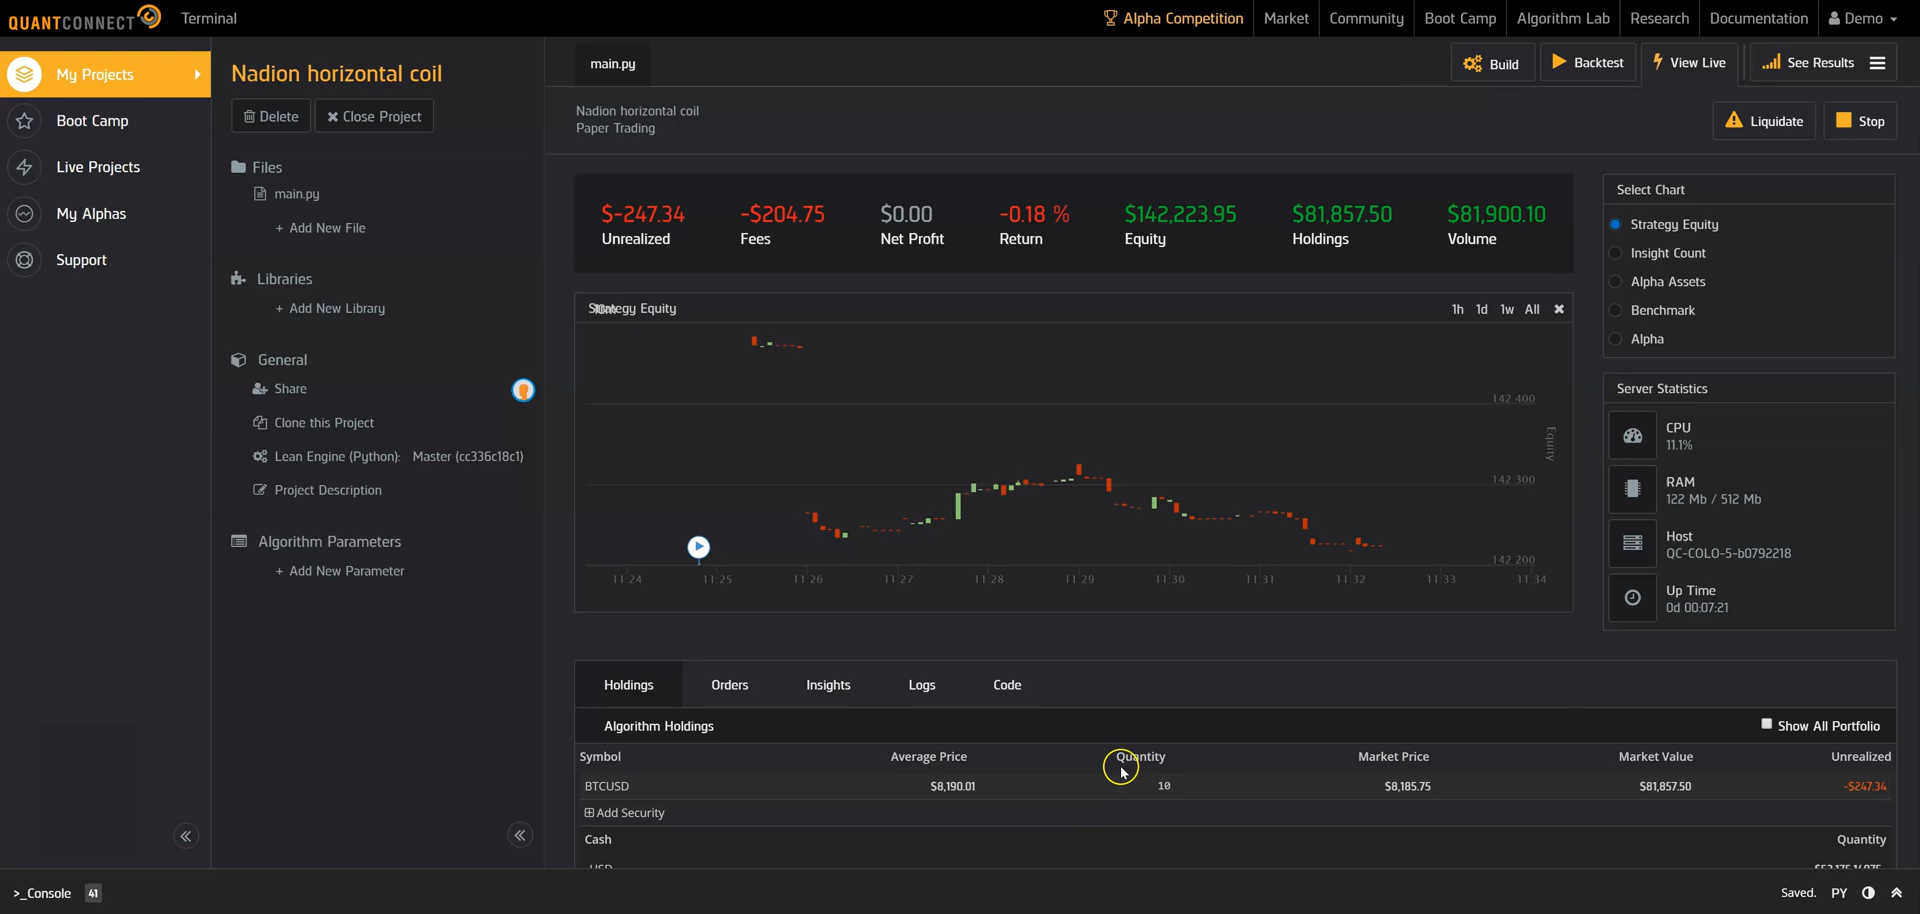 QUANTCONNECT Terminal
Alpha Competition Market Community Boot Camp Algorithm Lab Research Documentation Demo
My Projects
Boot Camp
Live Projects
My Alphas
Support
Nadion horizontal coil
Delete Close Project
Files
main.py
+ Add New File
Libraries
+ Add New Library
General
Share
Clone this Project
Lean Engine (Python): Master (cc336c18c1)
Project Description
Algorithm Parameters
+ Add New Parameter
main.py
Build Backtest View Live See Results
Nadion horizontal coil
Paper Trading
Liquidate Stop
$-247.34 -$204.75 $0.00 -0.18 % $142,223.95 $81,857.50 $81,900.10
Unrealized Fees Net Profit Return Equity Holdings Volume
Strategy Equity 1h 1d 1w All
142 400
142 300
142 200
Equity
11:24 11:25 11:26 11:27 11:28 11:29 11:30 11:31 11:32 11:33 11:34
Select Chart
Strategy Equity
Insight Count
Alpha Assets
Benchmark
Alpha
Server Statistics
CPU
11.1%
RAM
122 Mb / 512 Mb
Host
QC-COLO-5-b0792218
Up Time
0d 00:07:21
Holdings Orders Insights Logs Code
Algorithm Holdings Show All Portfolio
Symbol Average Price Quantity Market Price Market Value Unrealized
BTCUSD $8,190.01 10 $8,185.75 $81,857.50 -$247.34
Add Security
Cash Quantity
USD
>_Console 41 Saved. PY